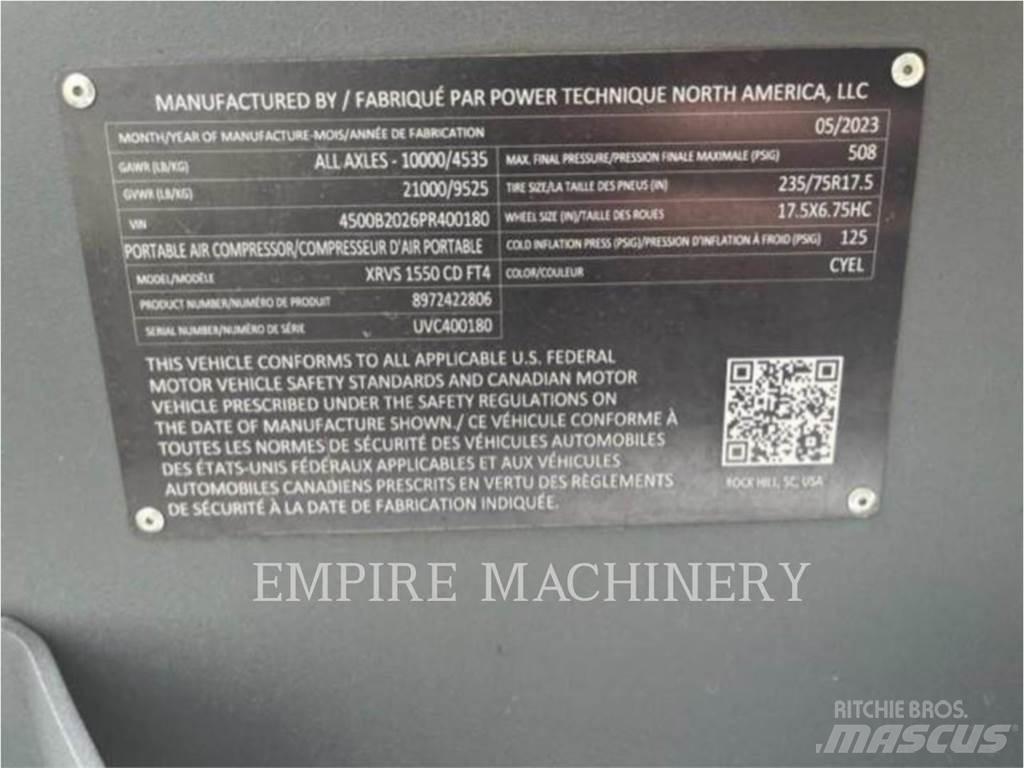 MANUFACTURED BY / FABRIQUÉ PAR POWER TECHNIQUE NORTH AMERICA, LLC
MONTH/YEAR OF MANUFACTURE-MOIS/ANNÉE DE FABRICATION 05/2023
GAWR (LB/KG) ALL AXLES - 10000/4535 MAX. FINAL PRESSURE/PRESSION FINALE MAXIMALE (PSIG) 508
GVWR (LB/KG) 21000/9525 TIRE SIZE/LA TAILLE DES PNEUS (IN) 235/75R17.5
VIN 4500B2026PR400180 WHEEL SIZE (IN)/TAILLE DES ROUES 17.5X6.75HC
PORTABLE AIR COMPRESSOR/COMPRESSEUR D'AIR PORTABLE COLD INFLATION PRESS (PSIG)/PRESSION D'INFLATION À FROID (PSIG) 125
MODEL/MODÈLE XRVS 1550 CD FT4 COLOR/COULEUR CYEL
PRODUCT NUMBER/NUMÉRO DE PRODUIT 8972422806
SERIAL NUMBER/NUMÉRO DE SÉRIE UVC400180
THIS VEHICLE CONFORMS TO ALL APPLICABLE U.S. FEDERAL
MOTOR VEHICLE SAFETY STANDARDS AND CANADIAN MOTOR
VEHICLE PRESCRIBED UNDER THE SAFETY REGULATIONS ON
THE DATE OF MANUFACTURE SHOWN./ CE VÉHICULE CONFORME À
TOUTES LES NORMES DE SÉCURITÉ DES VÉHICULES AUTOMOBILES
DES ÉTATS-UNIS FÉDÉRAUX APPLICABLES ET AUX VÉHICULES
AUTOMOBILES CANADIENS PRESCRITS EN VERTU DES RÈGLEMENTS
DE SÉCURITÉ À LA DATE DE FABRICATION INDIQUÉE.
ROCK HILL, SC, USA
EMPIRE MACHINERY
RITCHIE BROS.
MASCUS